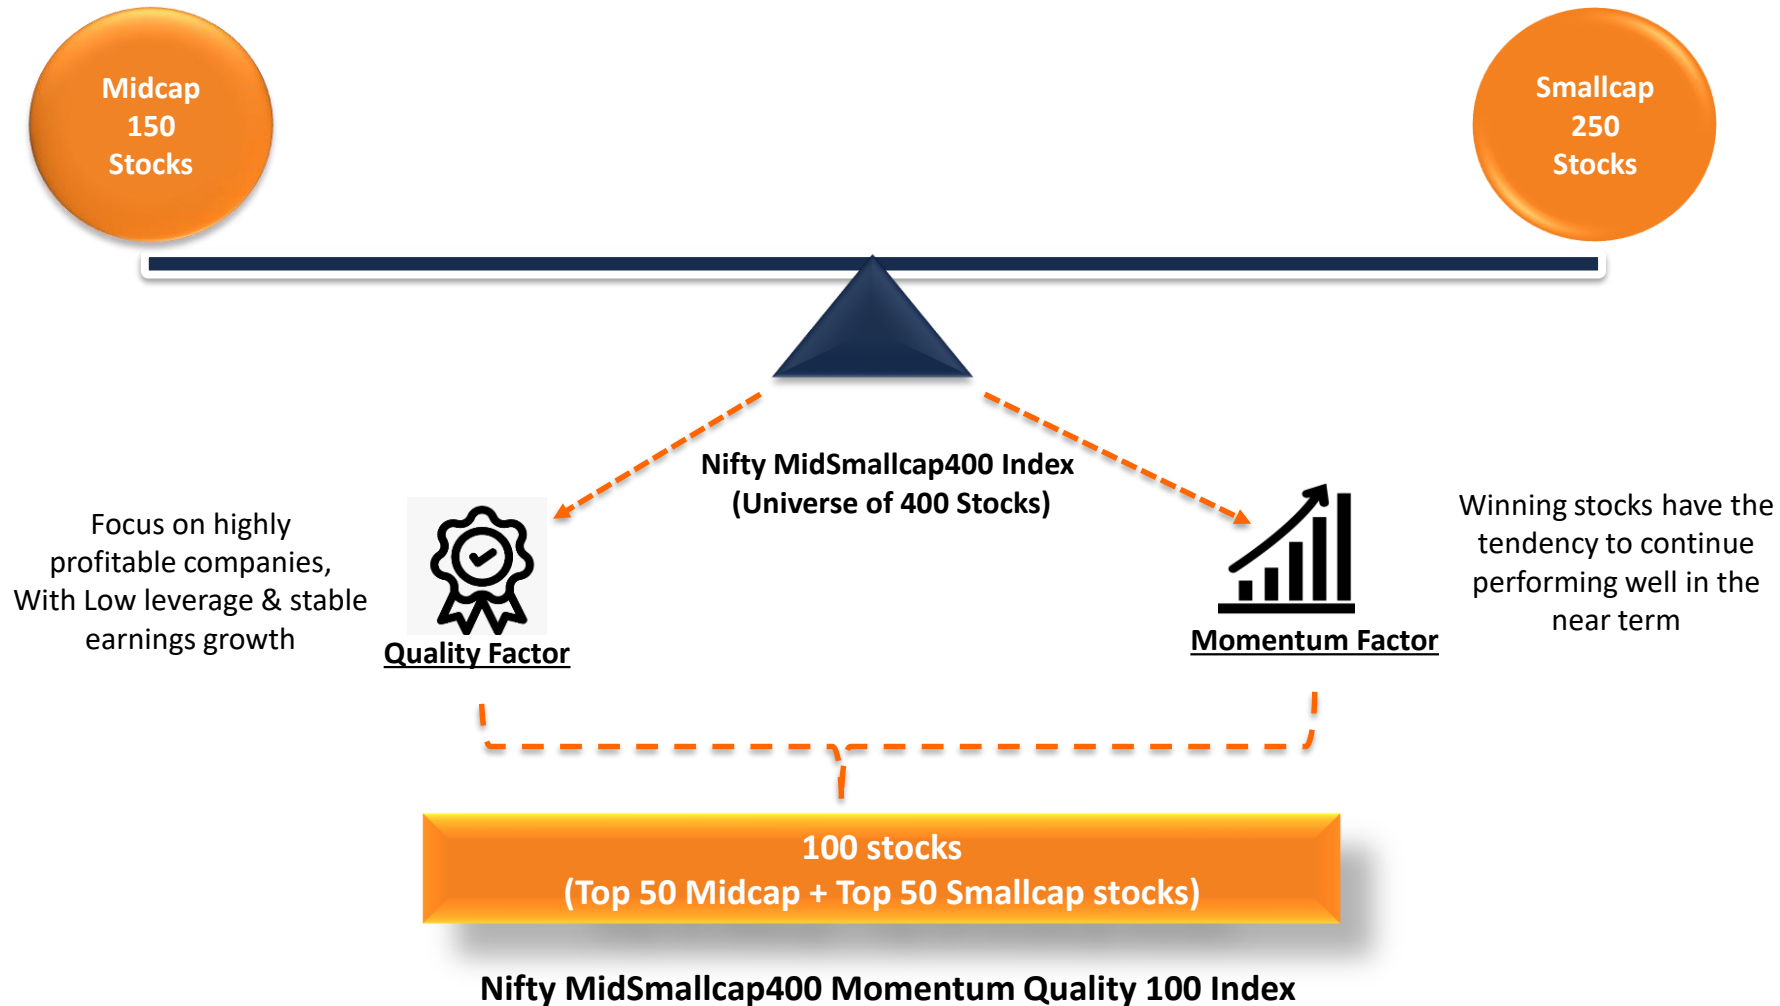 Midcap
150
Stocks
Smallcap
250
Stocks
Nifty MidSmallcap400 Index
(Universe of 400 Stocks)
Focus on highly
profitable companies,
With Low leverage & stable
earnings growth
Quality Factor
Winning stocks have the
tendency to continue
performing well in the
near term
Momentum Factor
100 stocks
(Top 50 Midcap + Top 50 Smallcap stocks)
Nifty MidSmallcap400 Momentum Quality 100 Index